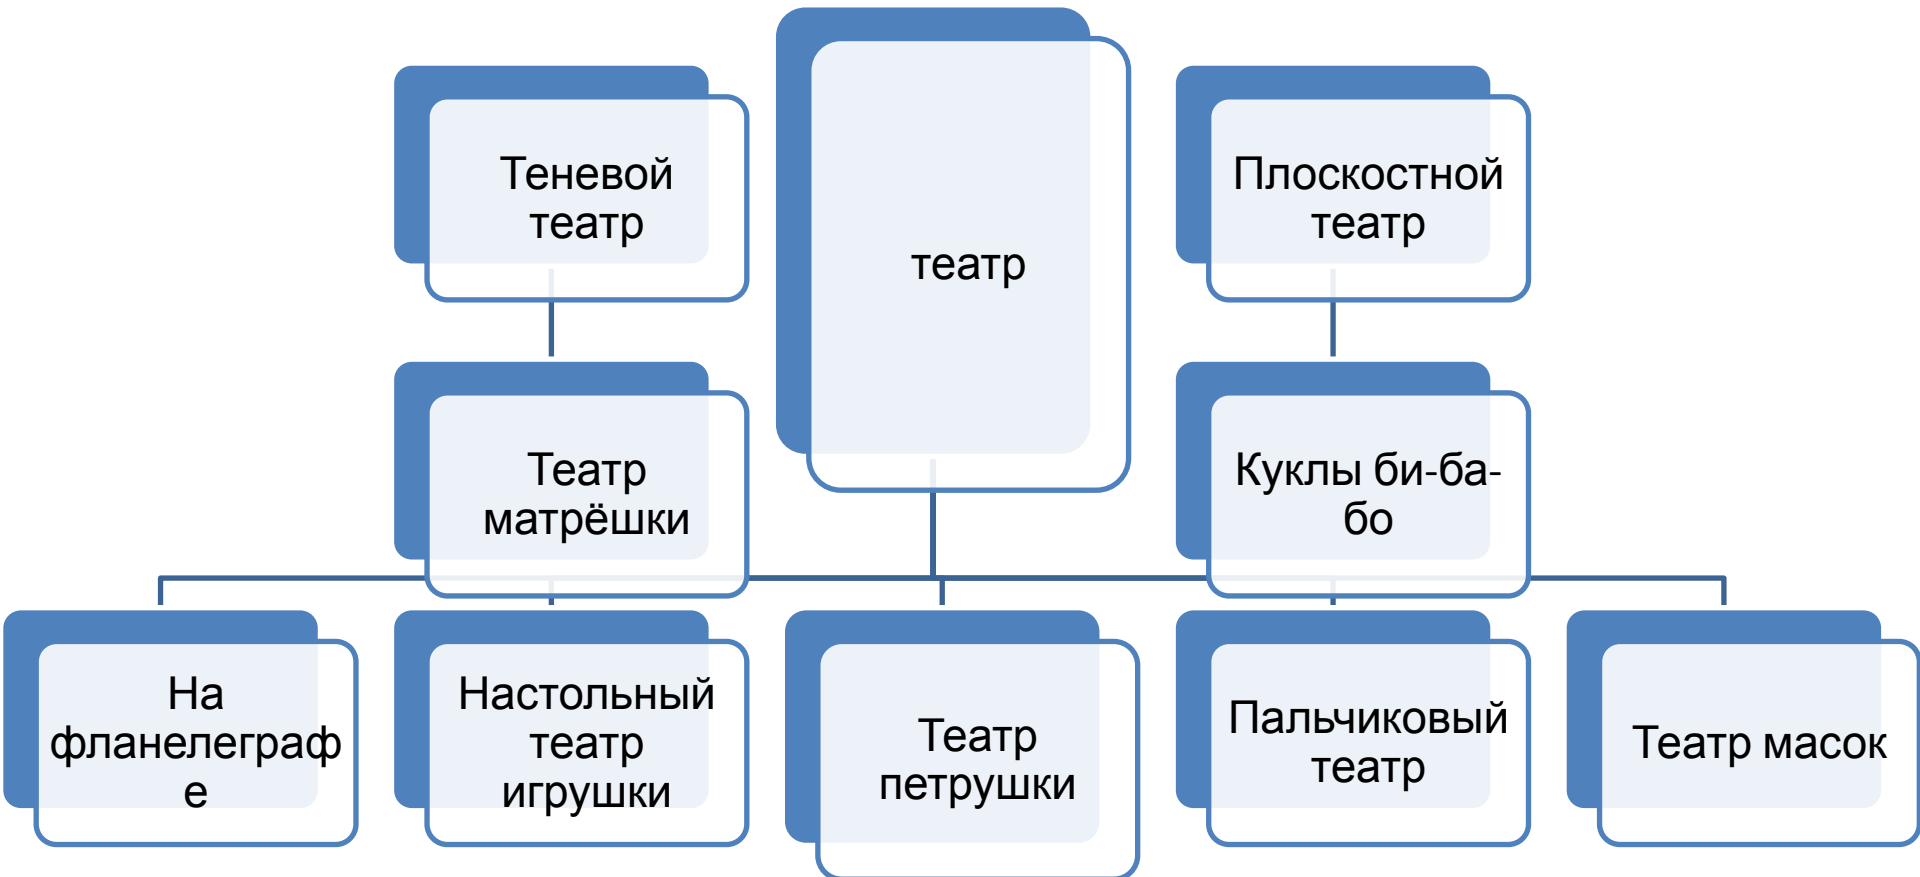 Теневой
театр
театр
Плоскостной
театр
Театр
матрёшки
Куклы би-ба-
бо
На
фланелеграф
е
Настольный
театр
игрушки
Театр
петрушки
Пальчиковый
театр
Театр масок